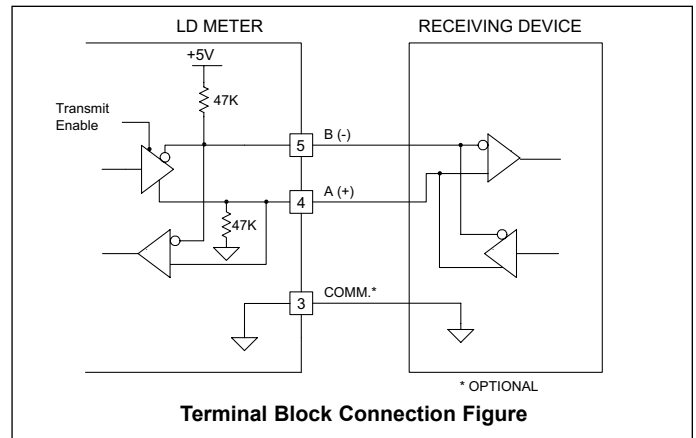 LD METER
RECEIVING DEVICE
+5V
47K
Transmit
Enable
5
B (-)
4
A (+)
47K
3
COMM.*
* OPTIONAL
Terminal Block Connection Figure